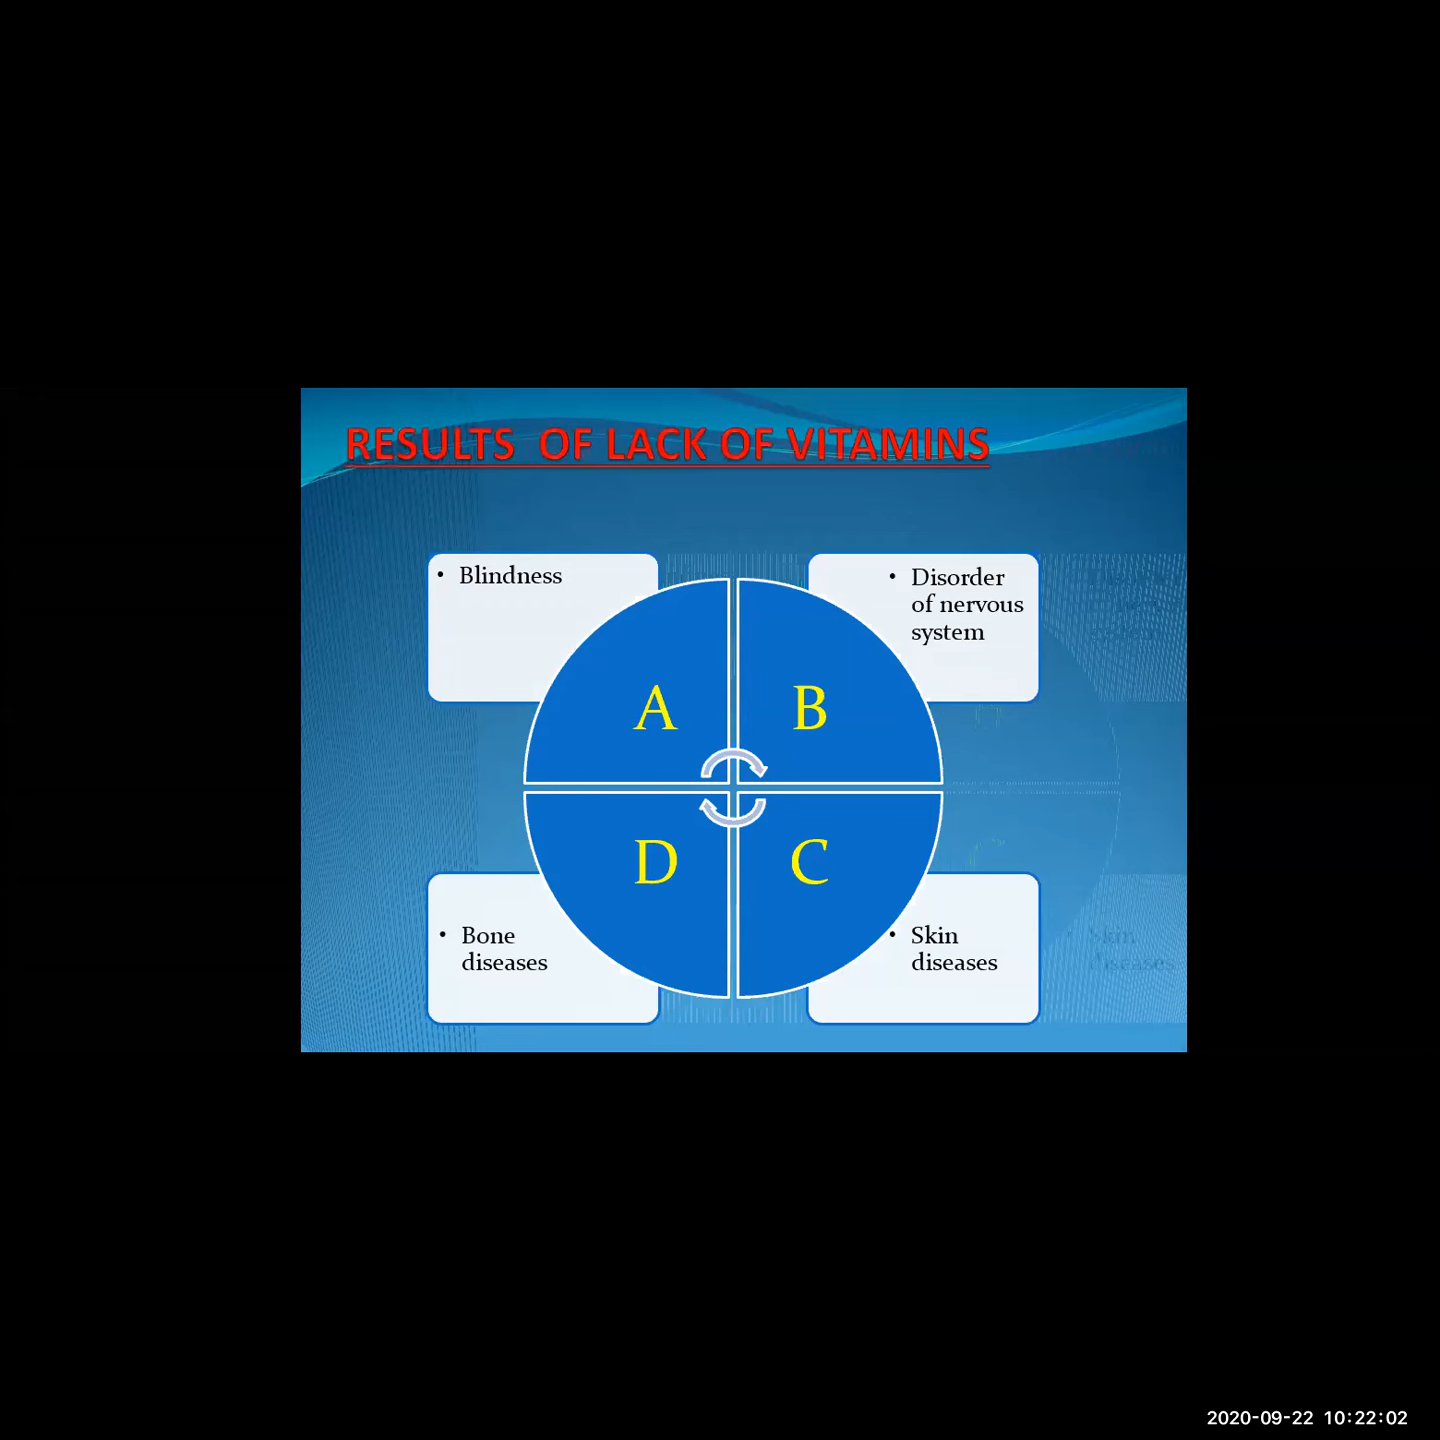 RESULTS OF LACK OF VITAMINS
• Blindness
• Disorder
of nervous
system
A
B
D
C
• Bone
diseases
• Skin
diseases
2020-09-22 10:22:02